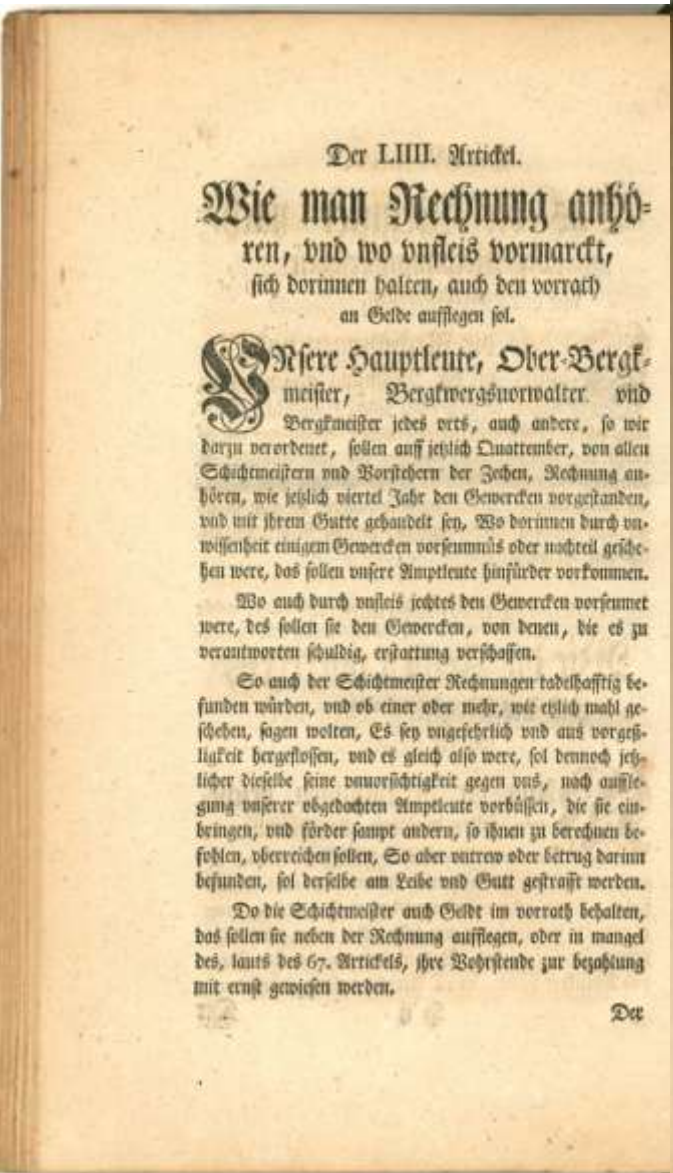 Der LIIII. Artickel.
Wie man Rechnung anhö-
ren, vnd wo vnfleis vormarckt,
sich dorinnen halten, auch den vorrath
an Gelde aufflegen sol.
VNsere Hauptleute, Ober-Bergk-
meister, Bergkwergsuorwalter vnd
Bergkmeister jedes orts, auch andere, so wir
darzu verordenet, sollen auff jetzlich Quattember, von allen
Schichtmeistern vnd Vorstehern der Zechen, Rechnung an-
hören, wie jetzlich viertel Jahr den Gewercken vorgestanden,
vnd mit jhrem Gutte gehandelt sey, Wo dorinnen durch vn-
wissenheit einigem Gewercken vorseumnüs oder nachteil gesche-
hen were, das sollen vnsere Amptleute hinfürder vorkommen.
Wo auch durch vnfleis jechtes den Gewercken vorseumet
were, des sollen sie den Gewercken, von denen, die es zu
verantworten schuldig, erstattung verschaffen.
So auch der Schichtmeister Rechnungen tadelhafftig be-
funden würden, vnd ob einer oder mehr, wie etzlich mahl ge-
schehen, sagen wolten, Es sey vngefehrlich vnd aus vorgeß-
ligkeit hergeflossen, vnd es gleich also were, sol dennoch jetz-
licher dieselbe seine vnuorsichtigkeit gegen vns, nach auffle-
gung vnserer obgedachten Amptleute vorbüssen, die sie ein-
bringen, vnd förder sampt andern, so ihnen zu berechnen be-
fohlen, vberreichen sollen, So aber vntrew oder betrug darinn
befunden, sol derselbe am Leibe vnd Gutt gestrafft werden.
Do die Schichtmeister auch Geldt im vorrath behalten,
das sollen sie neben der Rechnung aufflegen, oder in mangel
des, lauts des 67. Artickels, jhre Vohrstende zur bezahlung
mit ernst gewiesen werden.
Der